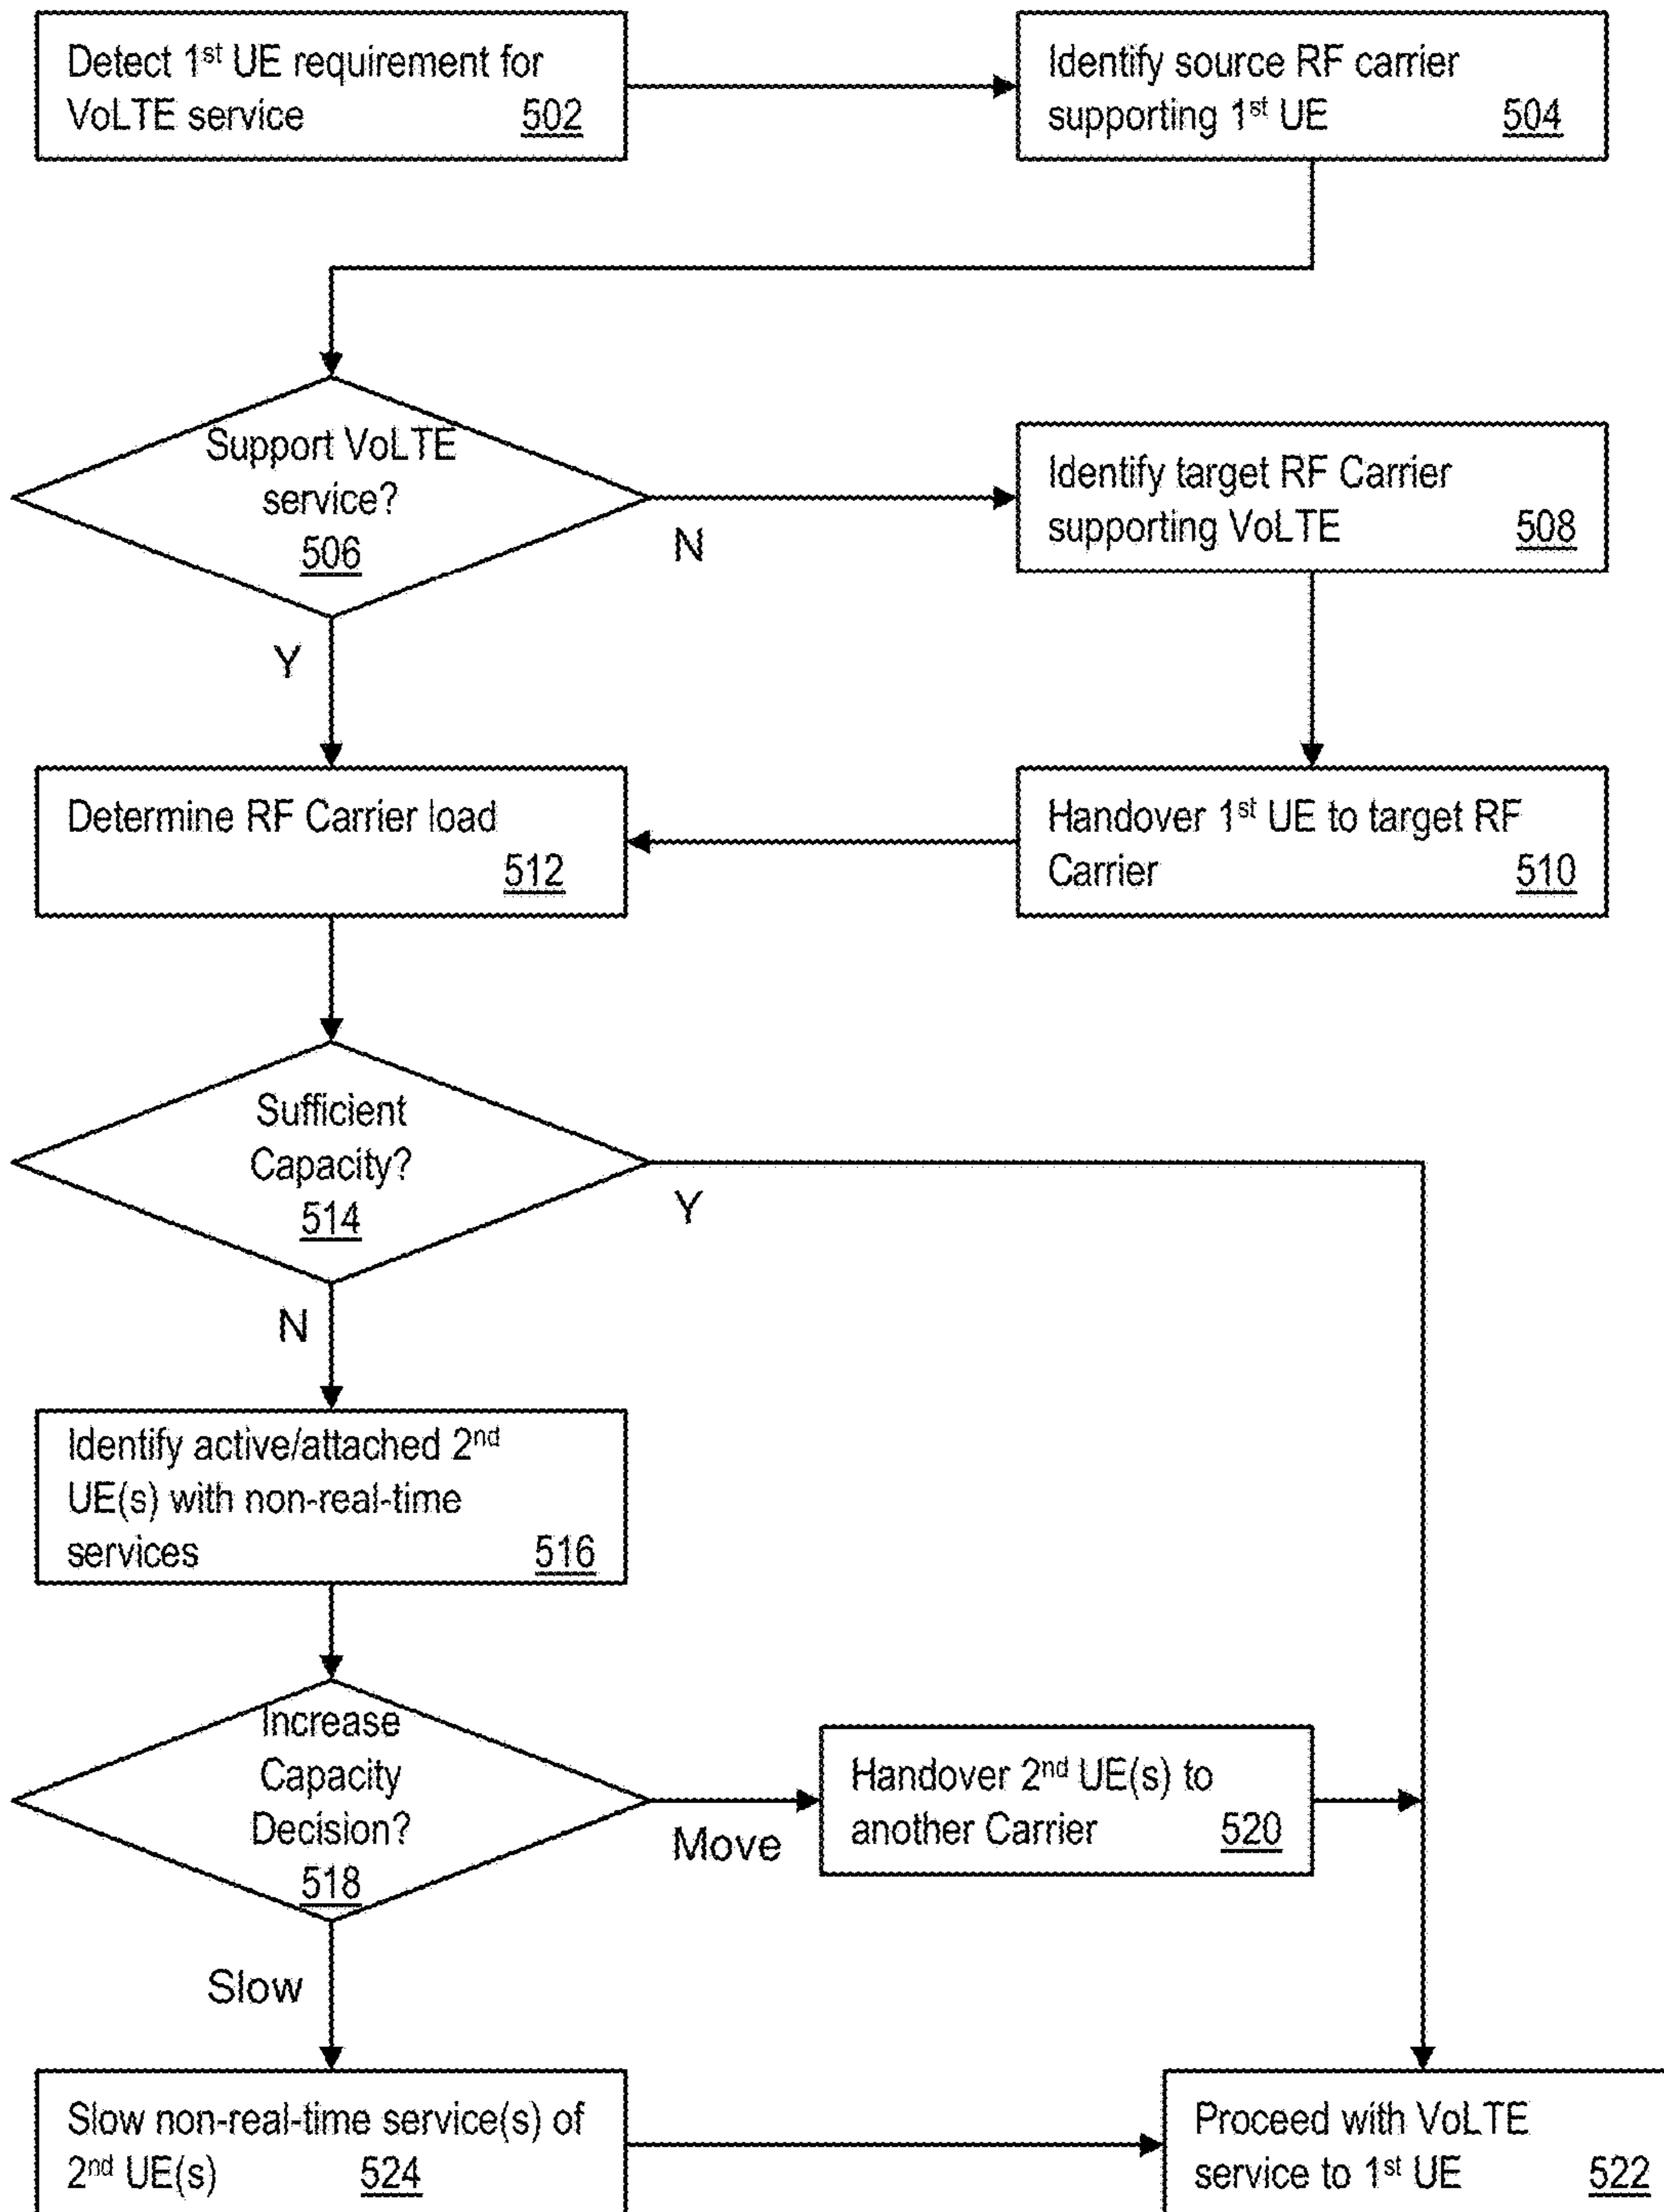 Detect 1st UE requirement for
VoLTE service 502
Identify source RF carrier
supporting 1st UE 504
Support VoLTE
service?
506
N
Y
Identify target RF Carrier
supporting VoLTE 508
Determine RF Carrier load
512
Handover 1st UE to target RF
Carrier 510
Sufficient
Capacity?
514
Y
N
Identify active/attached 2nd
UE(s) with non-real-time
services 516
Increase
Capacity
Decision?
518
Move
Slow
Handover 2nd UE(s) to
another Carrier 520
Slow non-real-time service(s) of
2nd UE(s) 524
Proceed with VoLTE
service to 1st UE 522